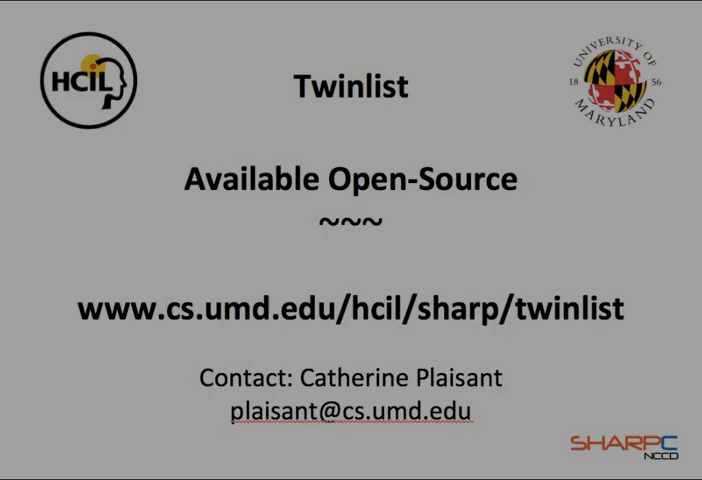 HCIL
Twinlist
UNIVERSITY OF
18 56
MARYLAND
Available Open-Source
~~~
www.cs.umd.edu/hcil/sharp/twinlist
Contact: Catherine Plaisant
plaisant@cs.umd.edu
SHARPC
NCCD